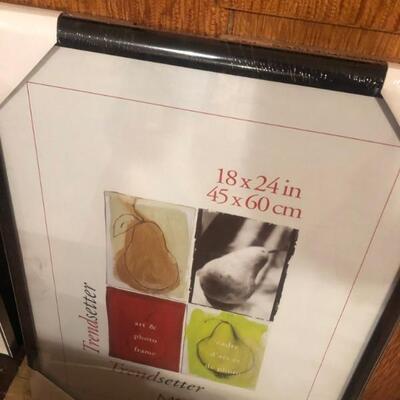 18 x 24 in
45 x 60 cm
Trendsetter
art &
photo
frame
cadre
d'art et
de photo
Trendsetter